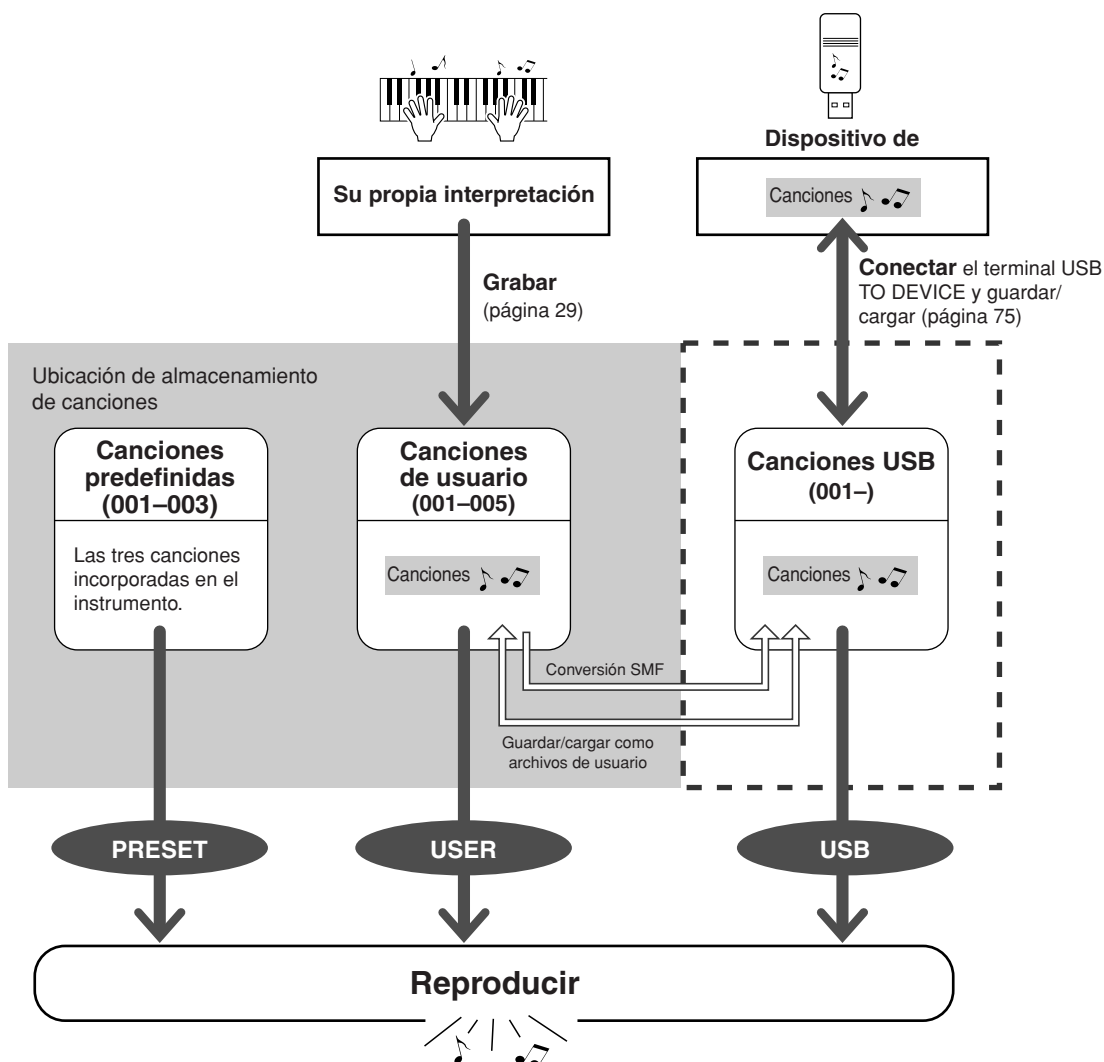 Dispositivo de
Su propia interpretación
Canciones
Grabar
(página 29)
Conectar el terminal USB
TO DEVICE y guardar/
cargar (página 75)
Ubicación de almacenamiento
de canciones
Canciones
predefinidas
(001–003)
Las tres canciones
incorporadas en el
instrumento.
Canciones
de usuario
(001–005)
Canciones
Canciones USB
(001–)
Canciones
Conversión SMF
Guardar/cargar como
archivos de usuario
PRESET
USER
USB
Reproducir